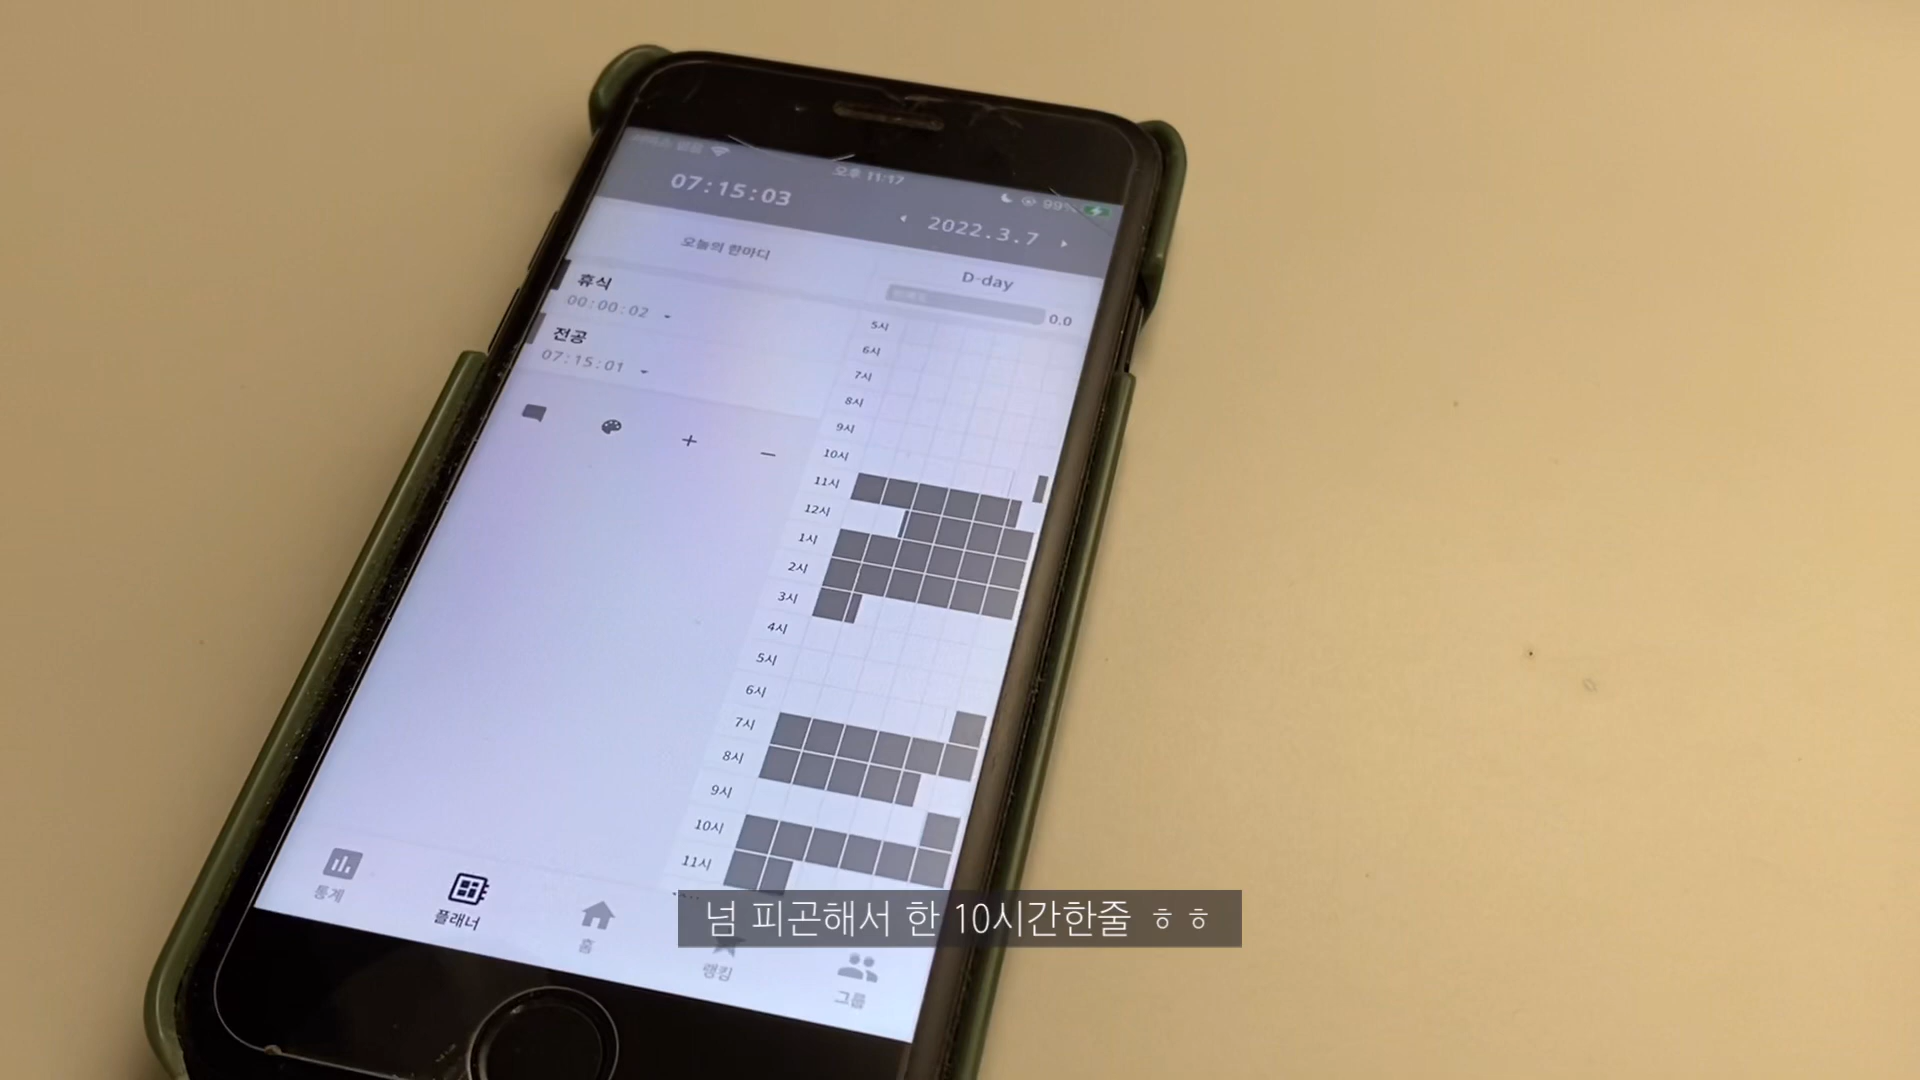 오후 11:17
99%
07:15:03
2022.3.7
오늘의 한마디
D-day
0.0
휴식
00:00:02
전공
07:15:01
5시
6시
7시
8시
9시
10시
11시
12시
1시
2시
3시
4시
5시
6시
7시
8시
9시
10시
11시
통계
플래너
홈
랭킹
그룹
넘 피곤해서 한 10시간한줄 ㅎㅎ